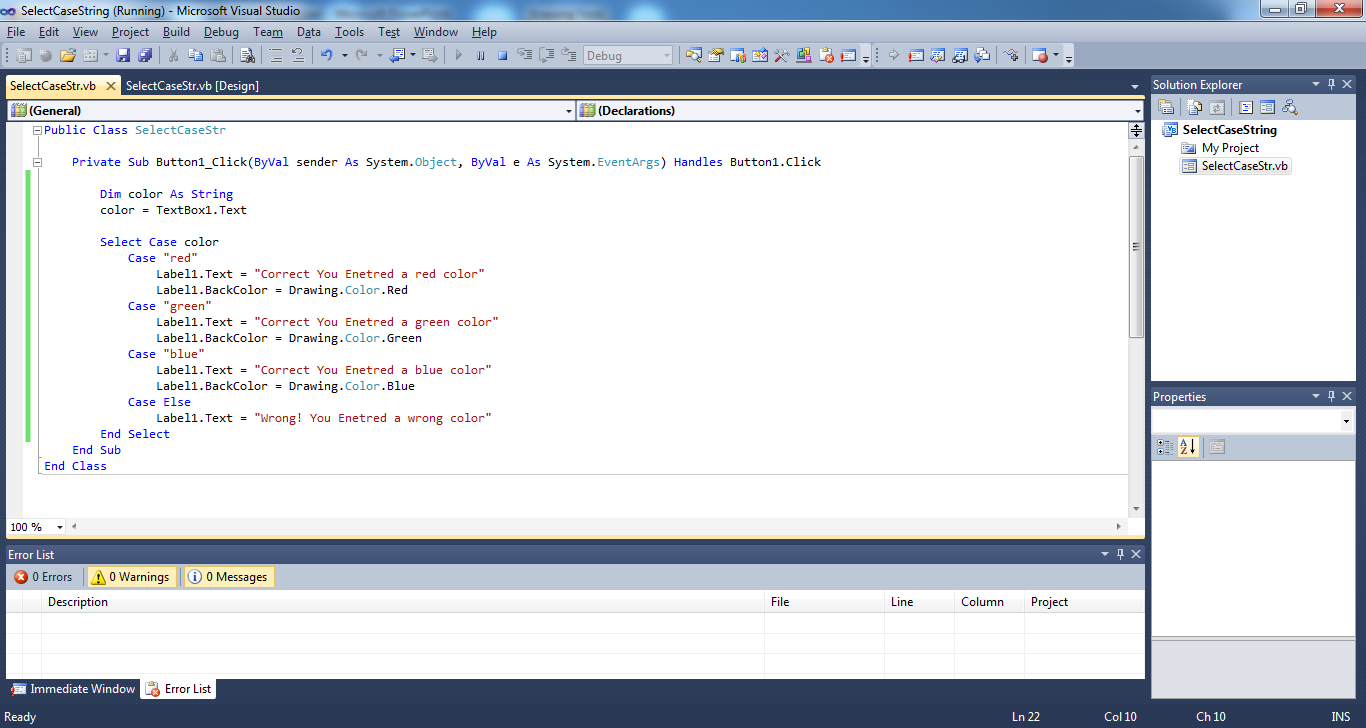 SelectCaseString (Running) - Microsoft Visual Studio
File Edit View Project Build Debug Team Data Tools Test Window Help
Debug
SelectCaseStr.vb SelectCaseStr.vb [Design]
(General) (Declarations)
Public Class SelectCaseStr
Private Sub Button1_Click(ByVal sender As System.Object, ByVal e As System.EventArgs) Handles Button1.Click
Dim color As String
color = TextBox1.Text
Select Case color
Case "red"
Label1.Text = "Correct You Enetred a red color"
Label1.BackColor = Drawing.Color.Red
Case "green"
Label1.Text = "Correct You Enetred a green color"
Label1.BackColor = Drawing.Color.Green
Case "blue"
Label1.Text = "Correct You Enetred a blue color"
Label1.BackColor = Drawing.Color.Blue
Case Else
Label1.Text = "Wrong! You Enetred a wrong color"
End Select
End Sub
End Class
100 %
Solution Explorer
SelectCaseString
My Project
SelectCaseStr.vb
Properties
Error List
0 Errors 0 Warnings 0 Messages
Description File Line Column Project
Immediate Window Error List
Ready Ln 22 Col 10 Ch 10 INS